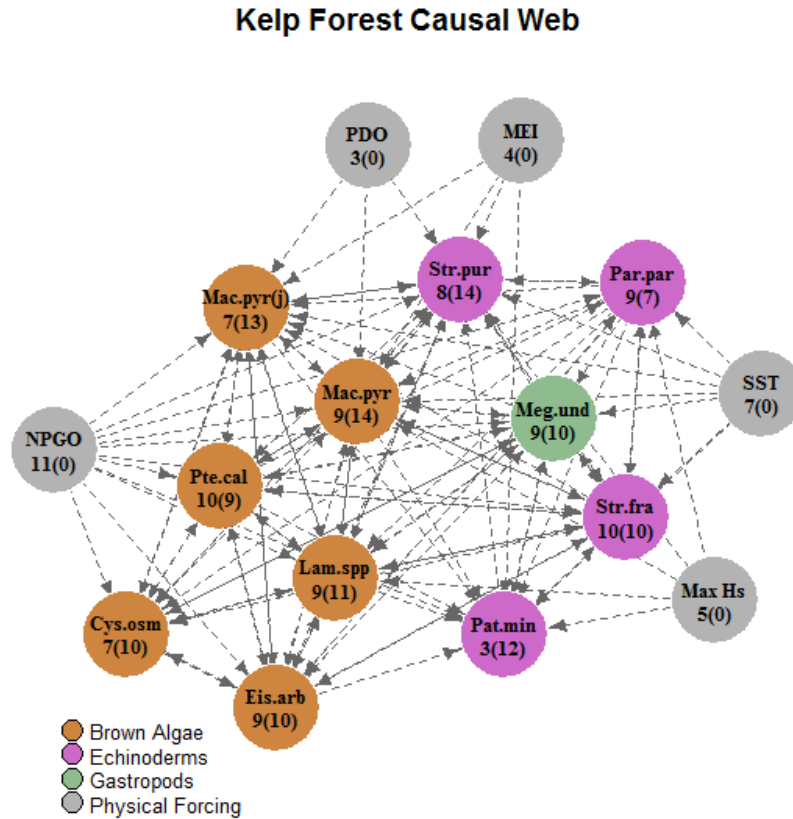 Kelp Forest Causal Web
PDO
3(0)
MEI
4(0)
Str.pur
8(14)
Par.par
9(7)
Mac.pyr(j)
7(13)
Mac.pyr
9(14)
Meg.und
9(10)
SST
7(0)
NPGO
11(0)
Pte.cal
10(9)
Str.fra
10(10)
Lam.spp
9(11)
Max Hs
5(0)
Cys.osm
7(10)
Pat.min
3(12)
Eis.arb
9(10)
Brown Algae
Echinoderms
Gastropods
Physical Forcing